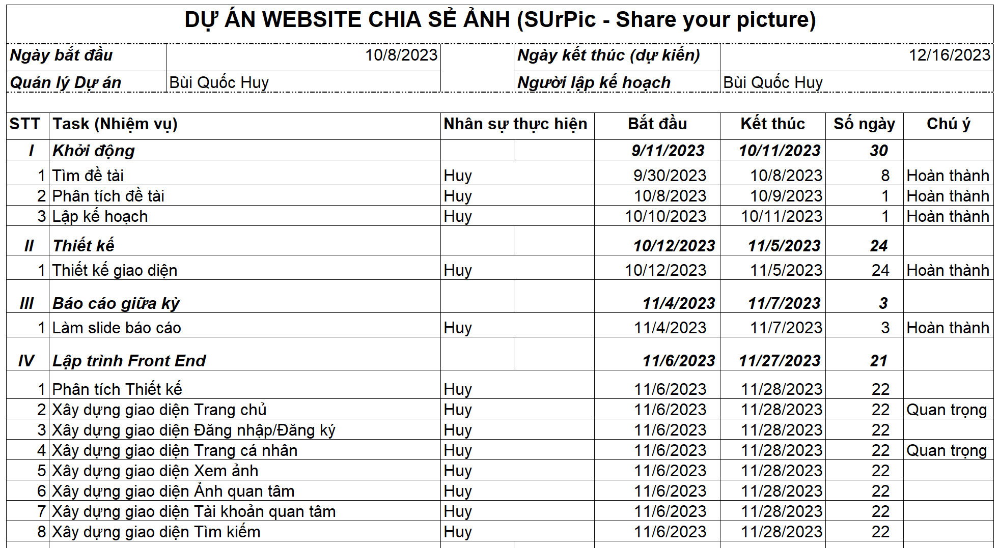 DỰ ÁN WEBSITE CHIA SẺ ẢNH (SUrPic - Share your picture)
Ngày bắt đầu 10/8/2023 Ngày kết thúc (dự kiến) 12/16/2023
Quản lý Dự án Bùi Quốc Huy Người lập kế hoạch Bùi Quốc Huy
STT Task (Nhiệm vụ) Nhân sự thực hiện Bắt đầu Kết thúc Số ngày Chú ý
I Khởi động 9/11/2023 10/11/2023 30
1 Tìm đề tài Huy 9/30/2023 10/8/2023 8 Hoàn thành
2 Phân tích đề tài Huy 10/8/2023 10/9/2023 1 Hoàn thành
3 Lập kế hoạch Huy 10/10/2023 10/11/2023 1 Hoàn thành
II Thiết kế 10/12/2023 11/5/2023 24
1 Thiết kế giao diện Huy 10/12/2023 11/5/2023 24 Hoàn thành
III Báo cáo giữa kỳ 11/4/2023 11/7/2023 3
1 Làm slide báo cáo Huy 11/4/2023 11/7/2023 3 Hoàn thành
IV Lập trình Front End 11/6/2023 11/27/2023 21
1 Phân tích Thiết kế Huy 11/6/2023 11/28/2023 22
2 Xây dựng giao diện Trang chủ Huy 11/6/2023 11/28/2023 22 Quan trọng
3 Xây dựng giao diện Đăng nhập/Đăng ký Huy 11/6/2023 11/28/2023 22
4 Xây dựng giao diện Trang cá nhân Huy 11/6/2023 11/28/2023 22 Quan trọng
5 Xây dựng giao diện Xem ảnh Huy 11/6/2023 11/28/2023 22
6 Xây dựng giao diện Ảnh quan tâm Huy 11/6/2023 11/28/2023 22
7 Xây dựng giao diện Tài khoản quan tâm Huy 11/6/2023 11/28/2023 22
8 Xây dựng giao diện Tìm kiếm Huy 11/6/2023 11/28/2023 22